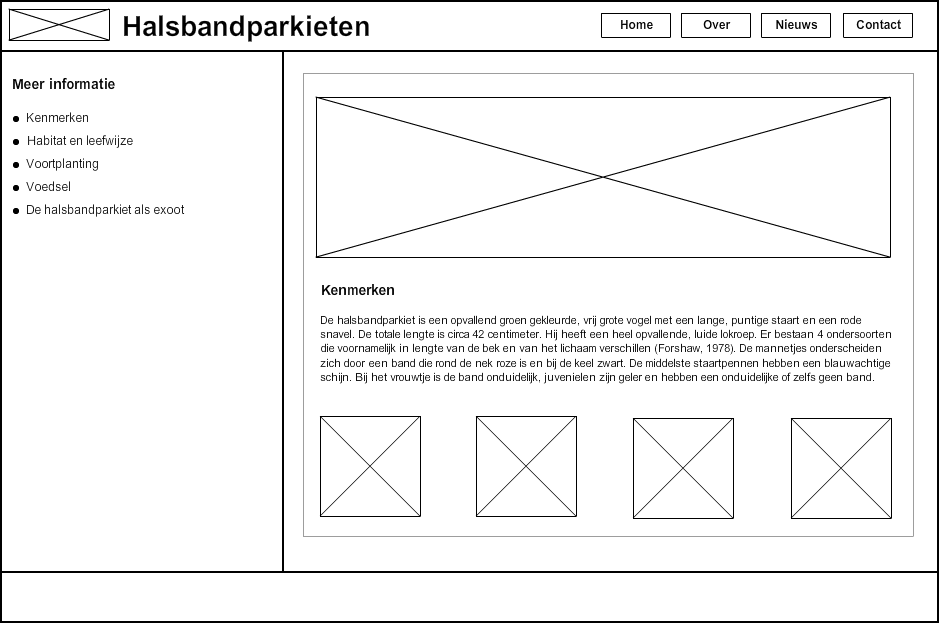 Halsbandparkieten
Home
Over
Nieuws
Contact
Meer informatie
Kenmerken
Habitat en leefwijze
Voortplanting
Voedsel
De halsbandparkiet als exoot
Kenmerken
De halsbandparkiet is een opvallend groen gekleurde, vrij grote vogel met een lange, puntige staart en een rode
snavel. De totale lengte is circa 42 centimeter. Hij heeft een heel opvallende, luide lokroep. Er bestaan 4 ondersoorten
die voornamelijk in lengte van de bek en van het lichaam verschillen (Forshaw, 1978). De mannetjes onderscheiden
zich door een band die rond de nek roze is en bij de keel zwart. De middelste staartpennen hebben een blauwachtige
schijn. Bij het vrouwtje is de band onduidelijk, juvenielen zijn geler en hebben een onduidelijke of zelfs geen band.